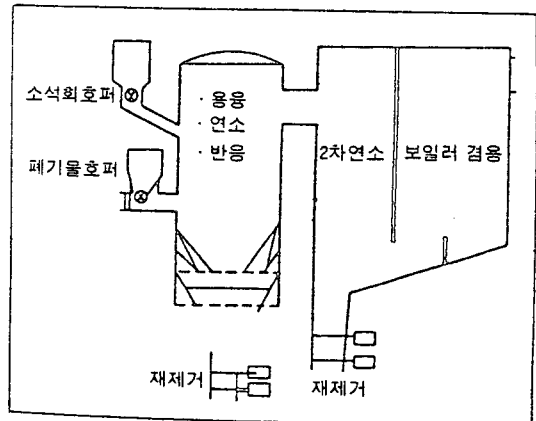 소석회호퍼
· 용융
· 연소
· 반응
폐기물호퍼
2차연소
보일러 겸용
재제거
재제거